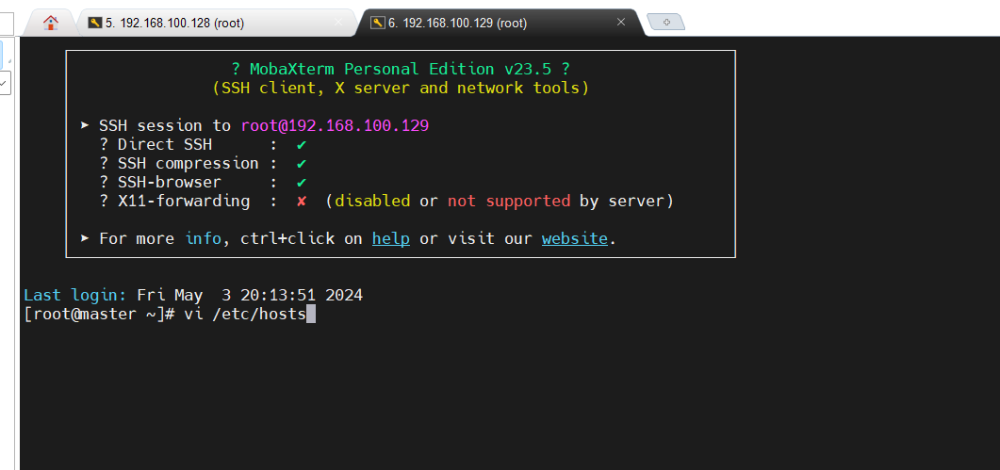 5. 192.168.100.128 (root)
6. 192.168.100.129 (root)
? MobaXterm Personal Edition v23.5 ?
(SSH client, X server and network tools)
➤ SSH session to root@192.168.100.129
? Direct SSH : ✔
? SSH compression : ✔
? SSH-browser : ✔
? X11-forwarding : ✘ (disabled or not supported by server)
➤ For more info, ctrl+click on help or visit our website.
Last login: Fri May 3 20:13:51 2024
[root@master ~]# vi /etc/hosts